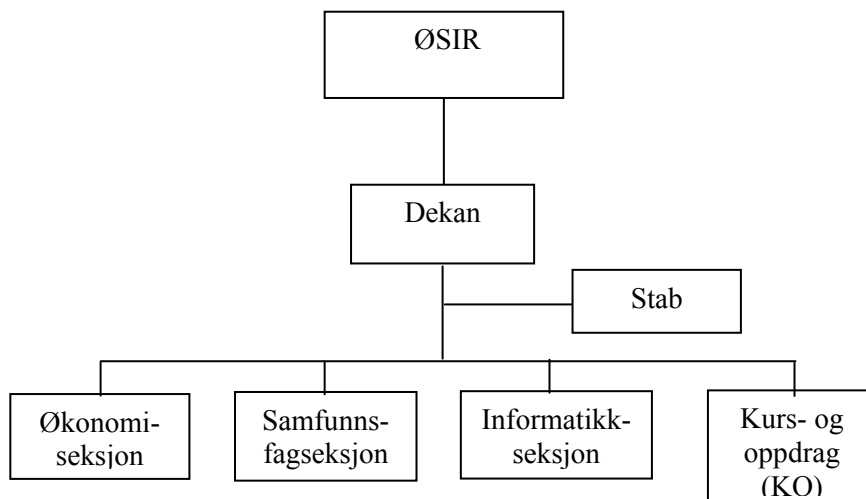 ØSIR
Dekan
Stab
Økonomi-
seksjon
Samfunns-
fagseksjon
Informatikk-
seksjon
Kurs- og
oppdrag
(KO)